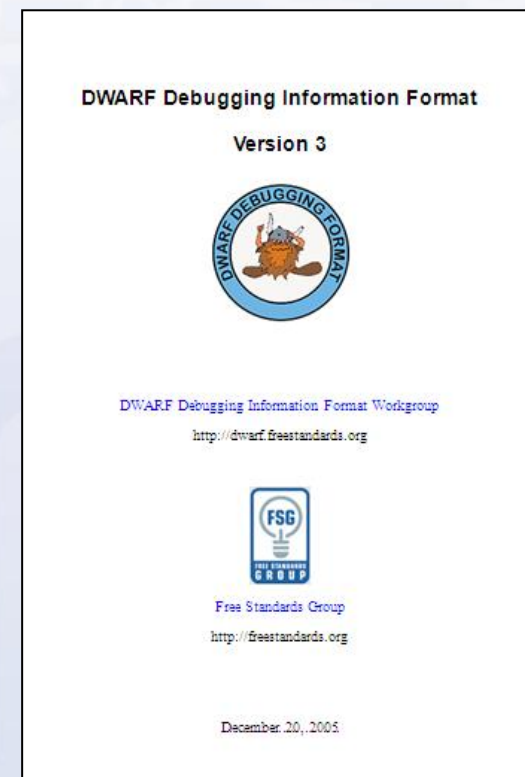 DWARF Debugging Information Format
Version 3
DWARF DEBUGGING FORMAT
DWARF Debugging Information Format Workgroup
http://dwarf.freestandards.org
FSG
FREE STANDARDS
GROUP
Free Standards Group
http://freestandards.org
December 20, 2005